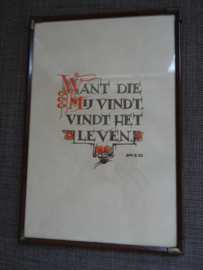 WANT DIE
MIJ VINDT,
VINDT HET
LEVEN.